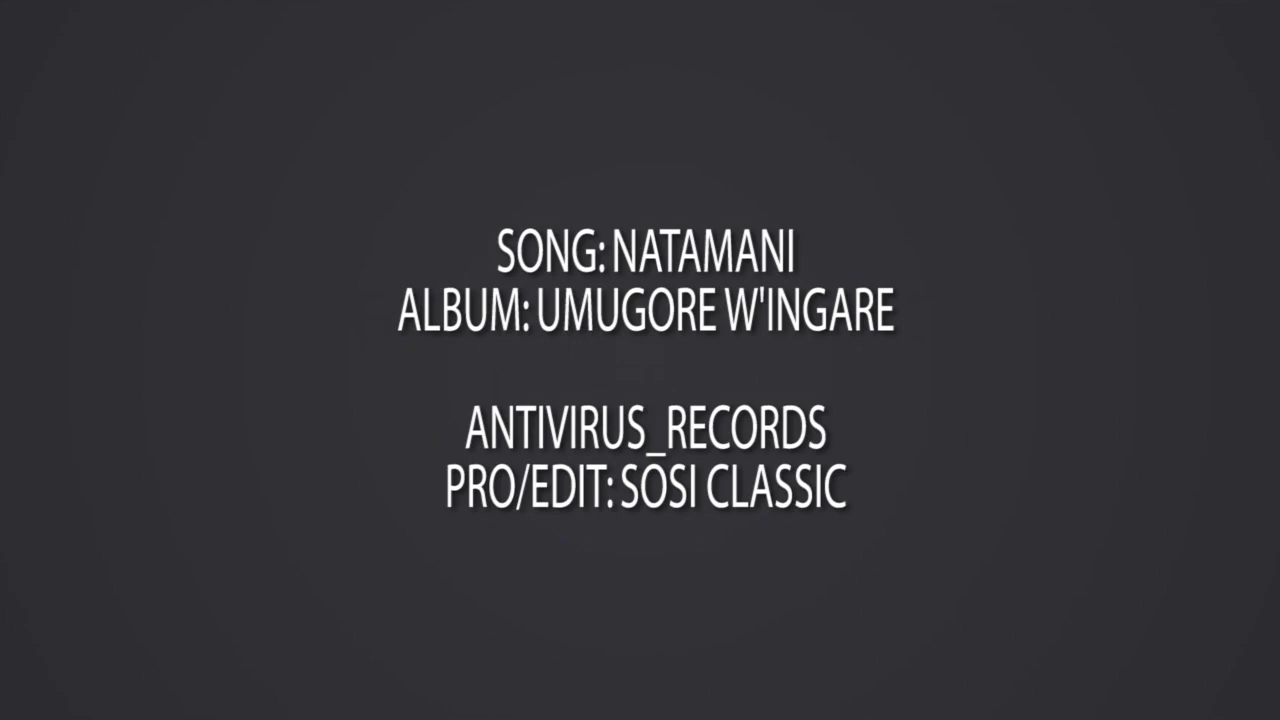 SONG: NATAMANI
ALBUM: UMUGORE W'INGARE
ANTIVIRUS_RECORDS
PRO/EDIT: SOSI CLASSIC